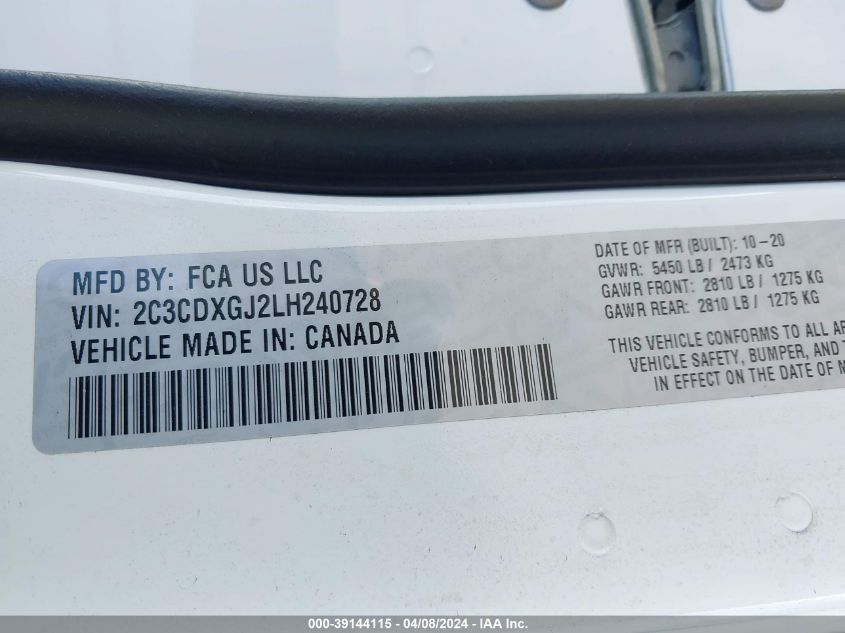 MFD BY: FCA US LLC
VIN: 2C3CDXGJ2LH240728
VEHICLE MADE IN: CANADA
DATE OF MFR (BUILT): 10-20
GVWR: 5450 LB / 2473 KG
GAWR FRONT: 2810 LB / 1275 KG
GAWR REAR: 2810 LB / 1275 KG
THIS VEHICLE CONFORMS TO ALL AP
VEHICLE SAFETY, BUMPER, AND T
IN EFFECT ON THE DATE OF M
000-39144115 - 04/08/2024 - IAA Inc.